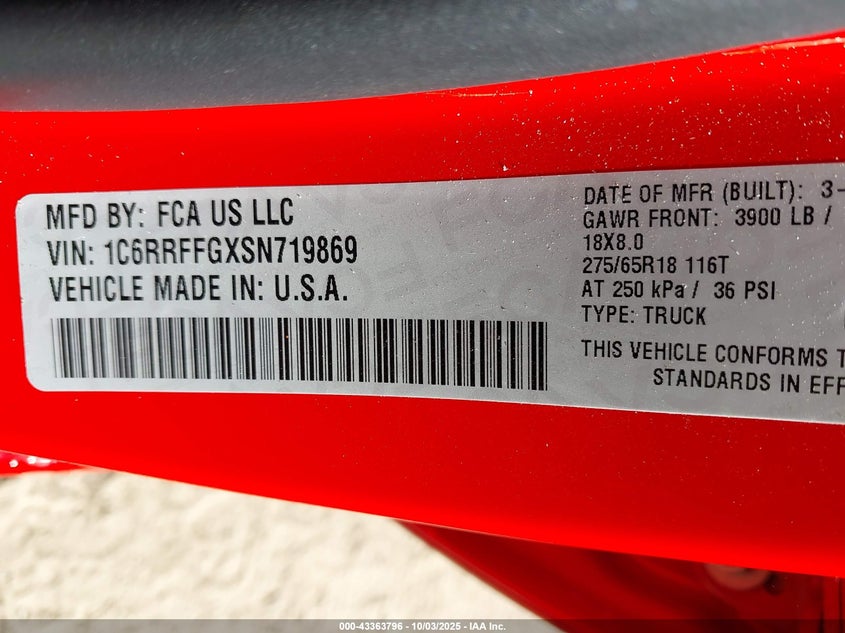 MFD BY: FCA US LLC
VIN: 1C6RRFFGXSN719869
VEHICLE MADE IN: U.S.A.
DATE OF MFR (BUILT): 3-
GAWR FRONT: 3900 LB /
18X8.0
275/65R18 116T
AT 250 kPa / 36 PSI
TYPE: TRUCK
THIS VEHICLE CONFORMS T
STANDARDS IN EFF
000-43363796 - 10/03/2025 - IAA Inc.